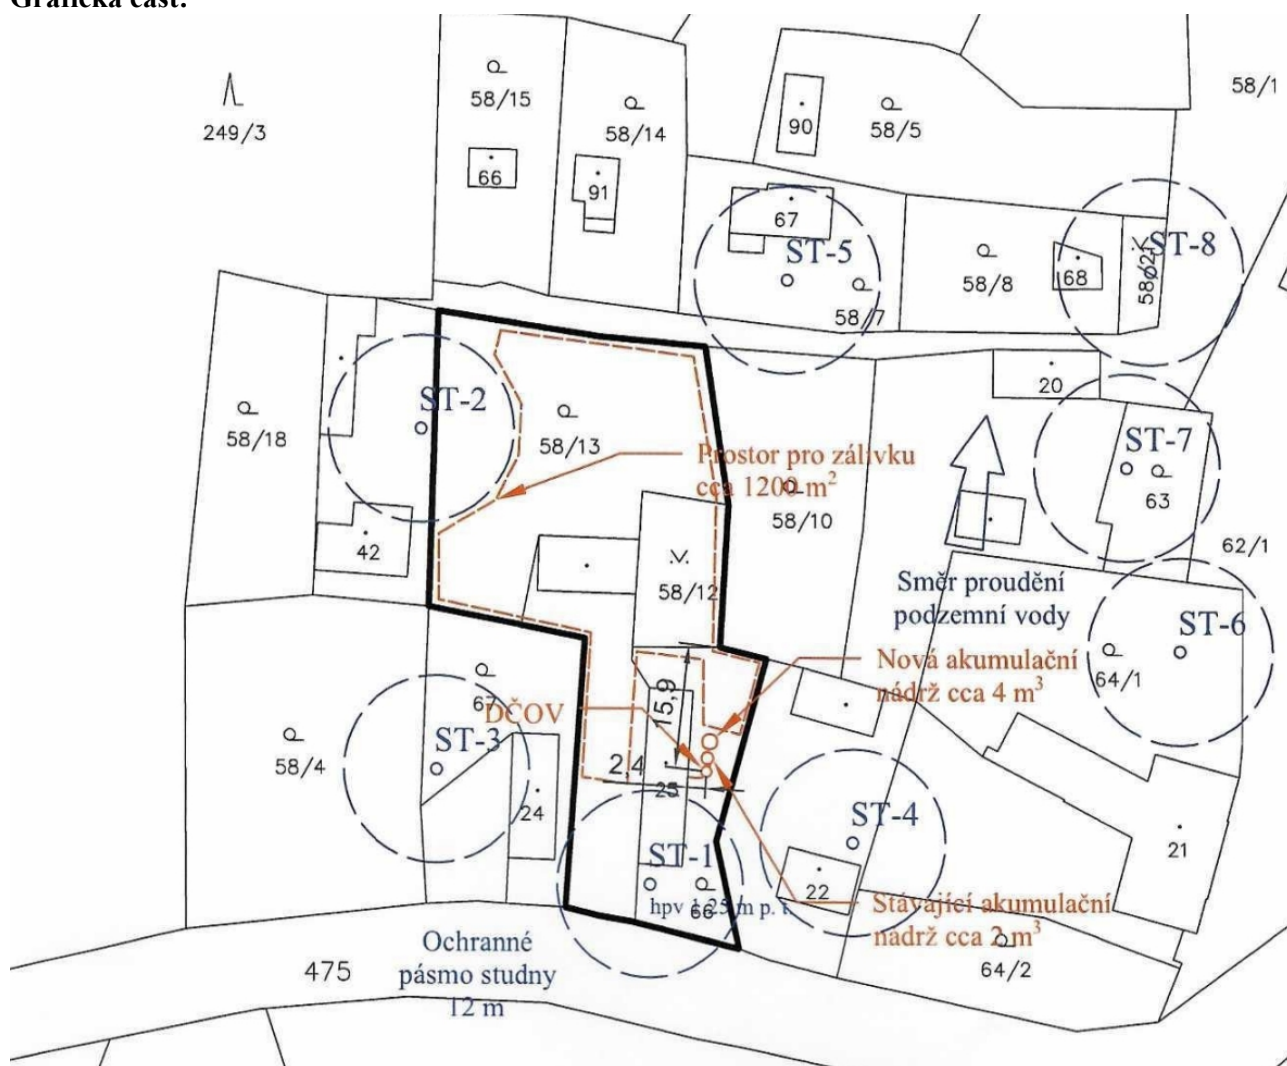 Grafická část:
58/1
249/3
58/15
58/14
58/5
90
66
91
67
ST-5
58/7
58/8
68
ST-8
58/18
ST-2
58/13
20
ST-7
63
62/1
Prostor pro zálivku
cca 1200 m²
58/10
42
58/12
Směr proudění
podzemní vody
ST-6
64/1
Nová akumulační
nádrž cca 4 m³
67
DČOV
15,9
ST-3
58/4
24
2,4
25
ST-4
22
21
ST-1
66
Stávající akumulační
nádrž cca 2 m³
64/2
475
Ochranné
pásmo studny
12 m